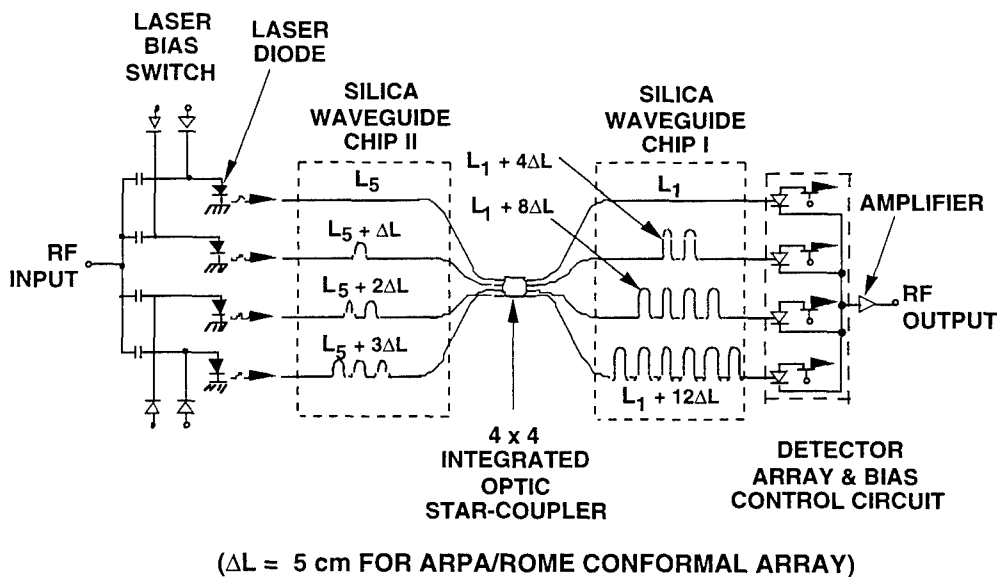 LASER
BIAS
SWITCH
LASER
DIODE
SILICA
WAVEGUIDE
CHIP II
SILICA
WAVEGUIDE
CHIP I
L5
L1 + 4ΔL
L1
L1 + 8ΔL
AMPLIFIER
L5 + ΔL
RF
INPUT
L5 + 2ΔL
RF
OUTPUT
L5 + 3ΔL
L1 + 12ΔL
4 x 4
INTEGRATED
OPTIC
STAR-COUPLER
DETECTOR
ARRAY & BIAS
CONTROL CIRCUIT
(ΔL = 5 cm FOR ARPA/ROME CONFORMAL ARRAY)